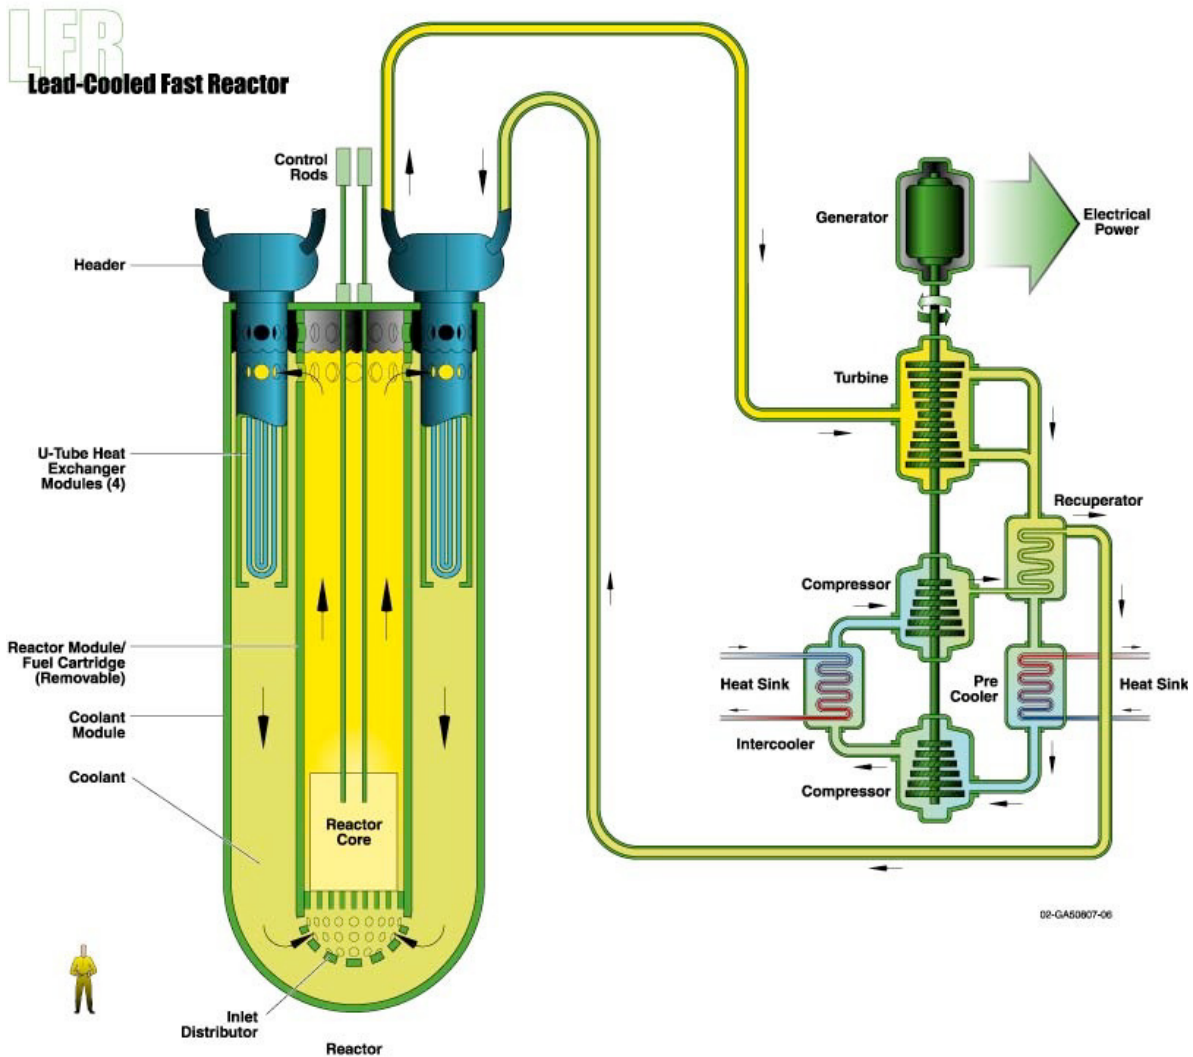 LFR
Lead-Cooled Fast Reactor
Control
Rods
Header
U-Tube Heat
Exchanger
Modules (4)
Reactor Module/
Fuel Cartridge
(Removable)
Coolant
Module
Coolant
Reactor
Core
Inlet
Distributor
Reactor
Generator
Electrical
Power
Turbine
Recuperator
Compressor
Heat Sink
Pre
Cooler
Heat Sink
Intercooler
Compressor
02-GA50807-06